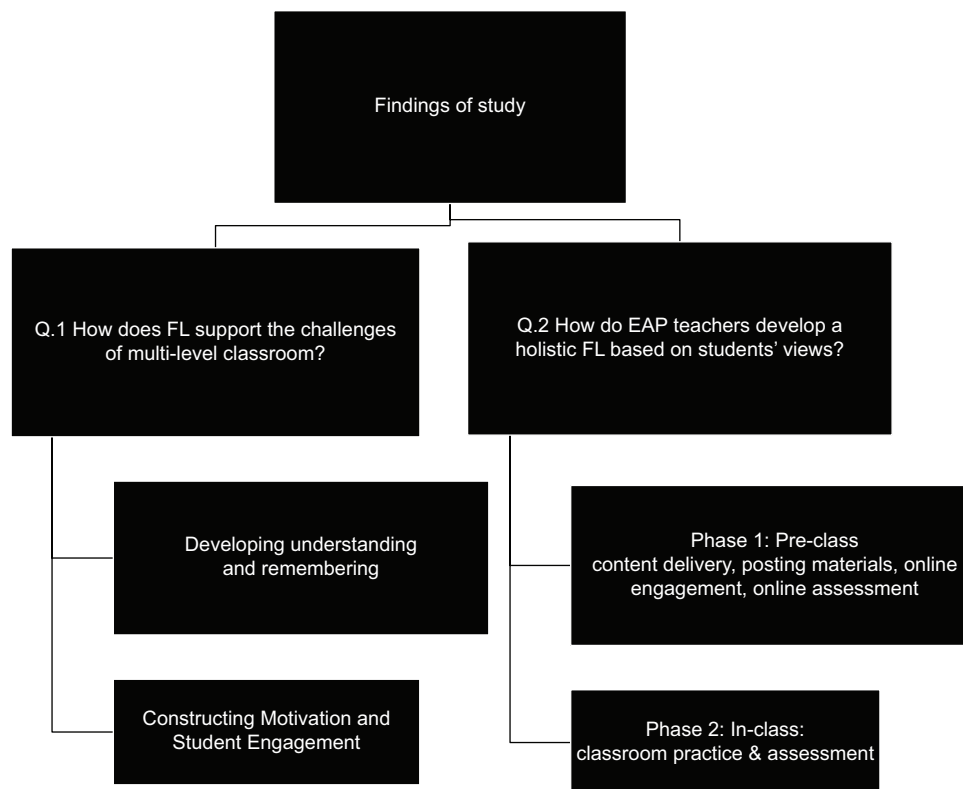 Findings of study
Q.1 How does FL support the challenges
of multi-level classroom?
Q.2 How do EAP teachers develop a
holistic FL based on students’ views?
Developing understanding
and remembering
Phase 1: Pre-class
content delivery, posting materials, online
engagement, online assessment
Constructing Motivation and
Student Engagement
Phase 2: In-class:
classroom practice & assessment